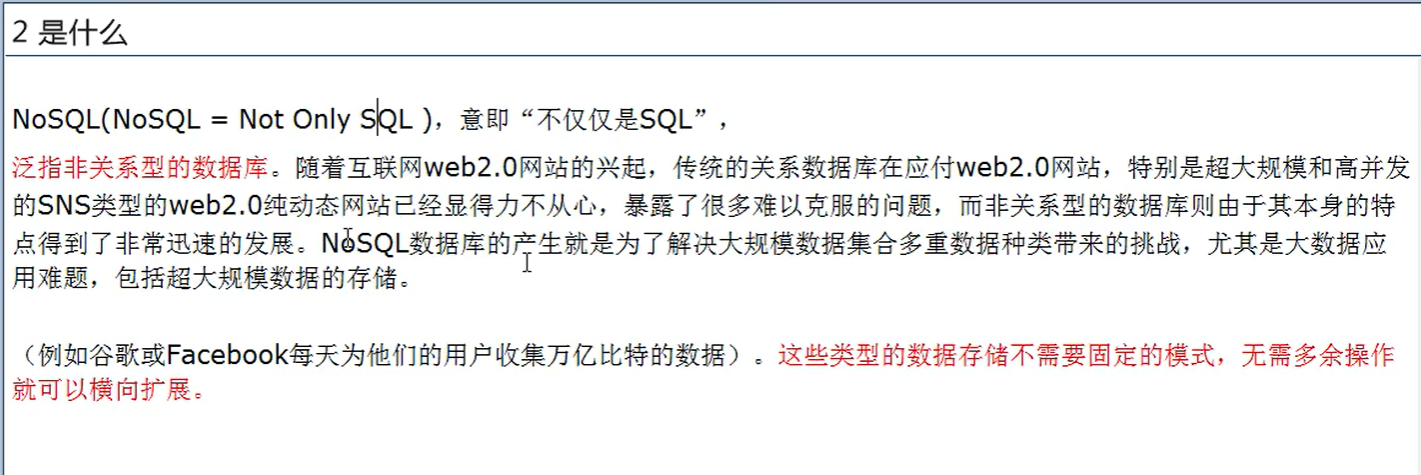 2 是什么
NoSQL(NoSQL = Not Only SQL )，意即“不仅仅是SQL”，
泛指非关系型的数据库。随着互联网web2.0网站的兴起，传统的关系数据库在应付web2.0网站，特别是超大规模和高并发
的SNS类型的web2.0纯动态网站已经显得力不从心，暴露了很多难以克服的问题，而非关系型的数据库则由于其本身的特
点得到了非常迅速的发展。NoSQL数据库的产生就是为了解决大规模数据集合多重数据种类带来的挑战，尤其是大数据应
用难题，包括超大规模数据的存储。
（例如谷歌或Facebook每天为他们的用户收集万亿比特的数据）。这些类型的数据存储不需要固定的模式，无需多余操作
就可以横向扩展。